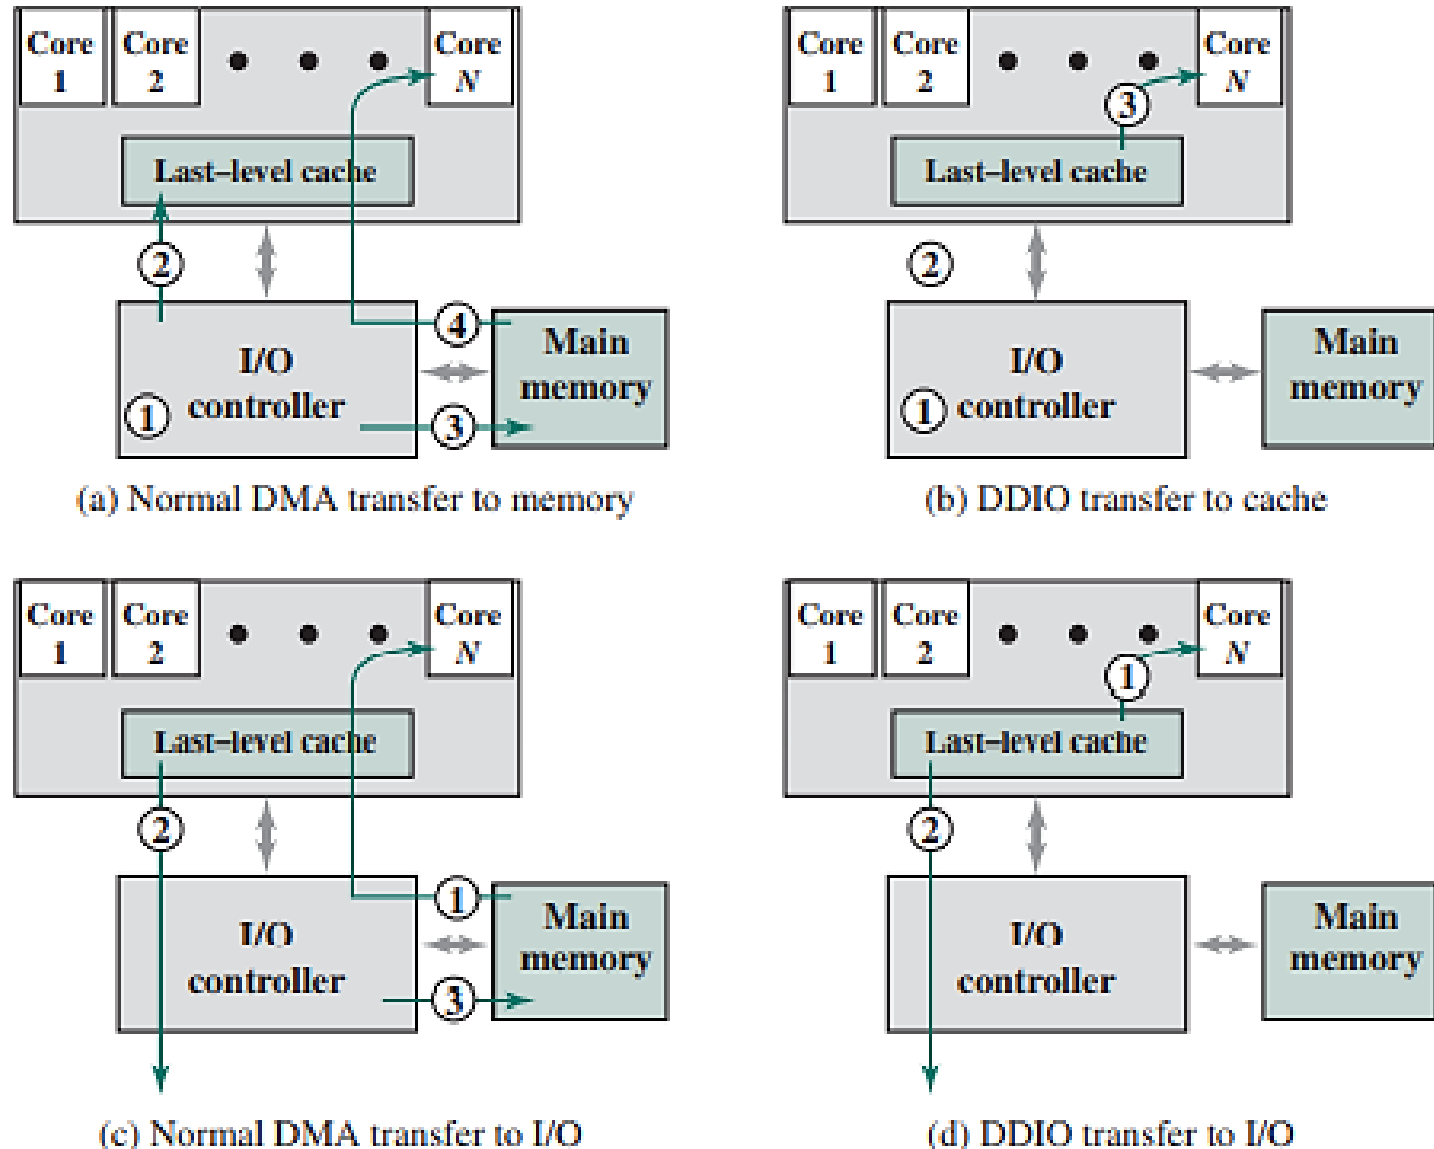 Core 1
Core 2
Core N
Last–level cache
2
4
I/O controller
Main memory
1
3
(a) Normal DMA transfer to memory
Core 1
Core 2
Core N
3
Last–level cache
2
I/O controller
Main memory
1
(b) DDIO transfer to cache
Core 1
Core 2
Core N
Last–level cache
2
1
I/O controller
Main memory
3
(c) Normal DMA transfer to I/O
Core 1
Core 2
Core N
1
Last–level cache
2
I/O controller
Main memory
(d) DDIO transfer to I/O